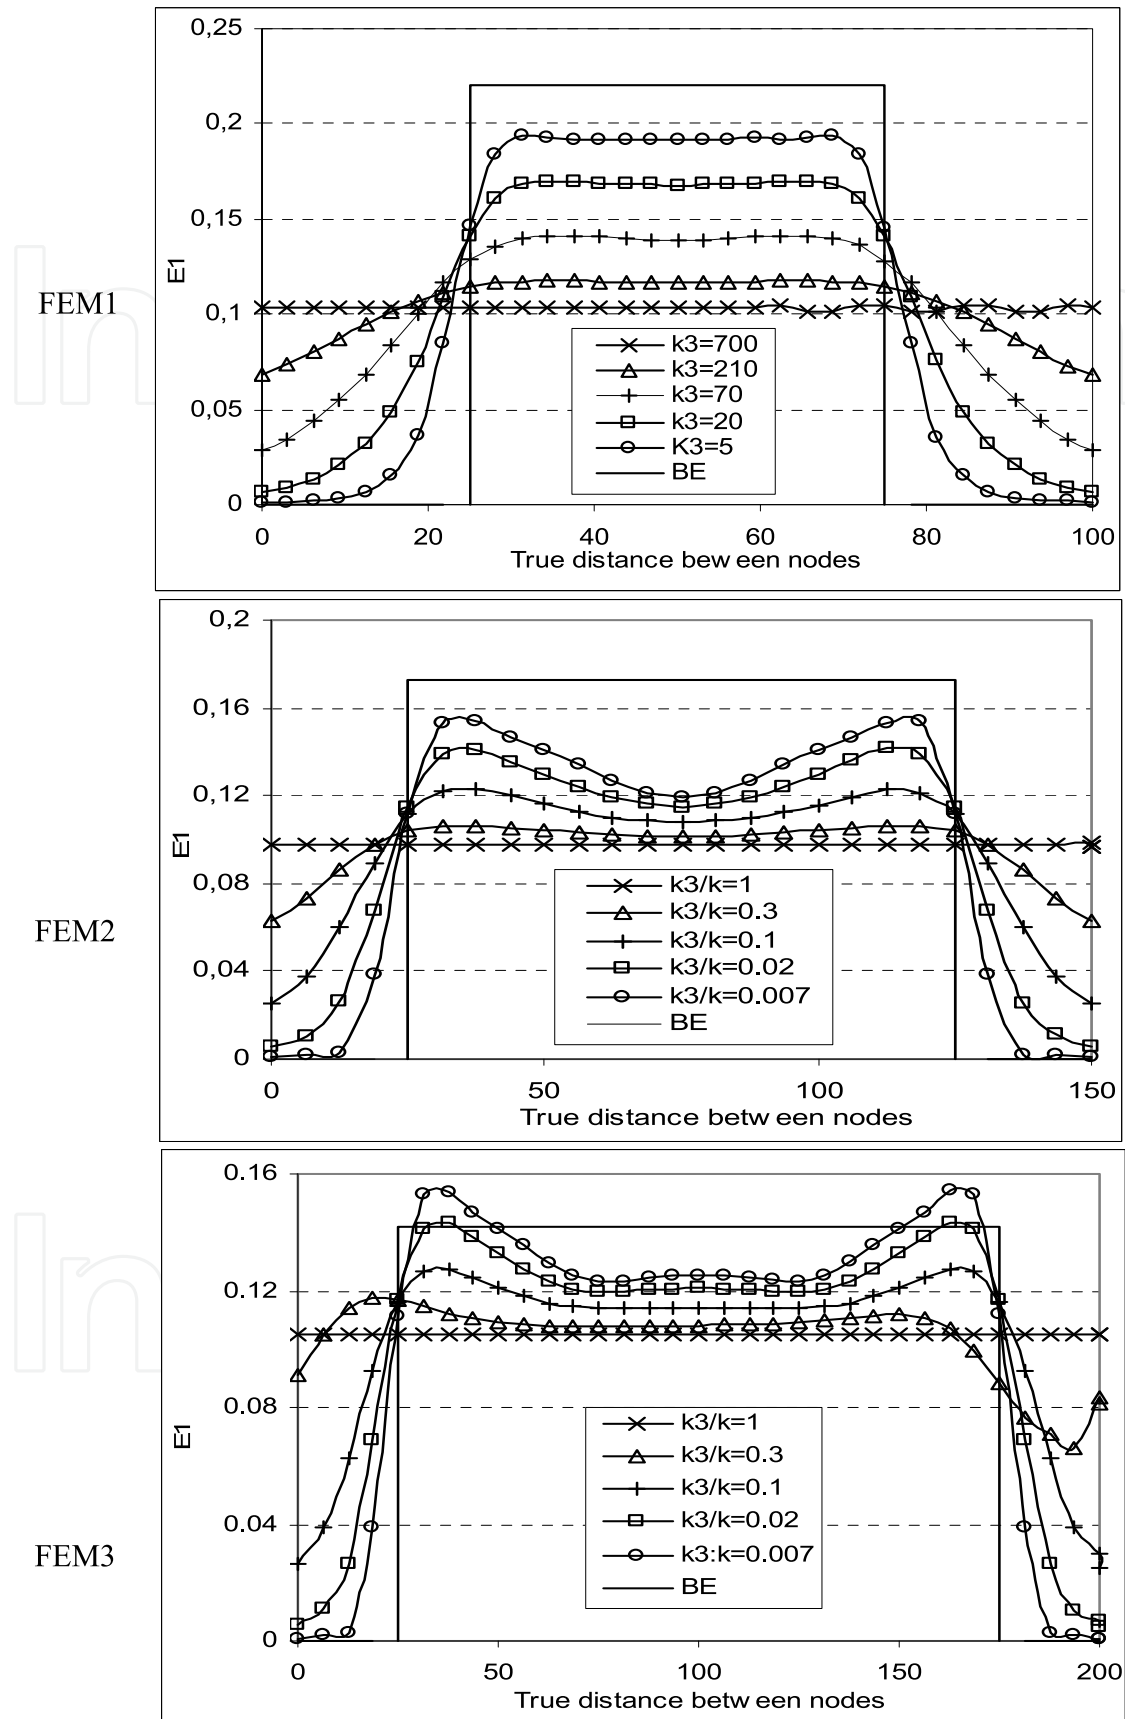 FEM1
0,25
0,2
0,15
0,1
0,05
0
E1
k3=700
k3=210
k3=70
k3=20
K3=5
BE
0 20 40 60 80 100
True distance bew een nodes
FEM2
0,2
0,16
0,12
0,08
0,04
0
E1
k3/k=1
k3/k=0.3
k3/k=0.1
k3/k=0.02
k3/k=0.007
BE
0 50 100 150
True distance betw een nodes
FEM3
0.16
0.12
0.08
0.04
0
E1
k3/k=1
k3/k=0.3
k3/k=0.1
k3/k=0.02
k3:k=0.007
BE
0 50 100 150 200
True distance betw een nodes
In
In